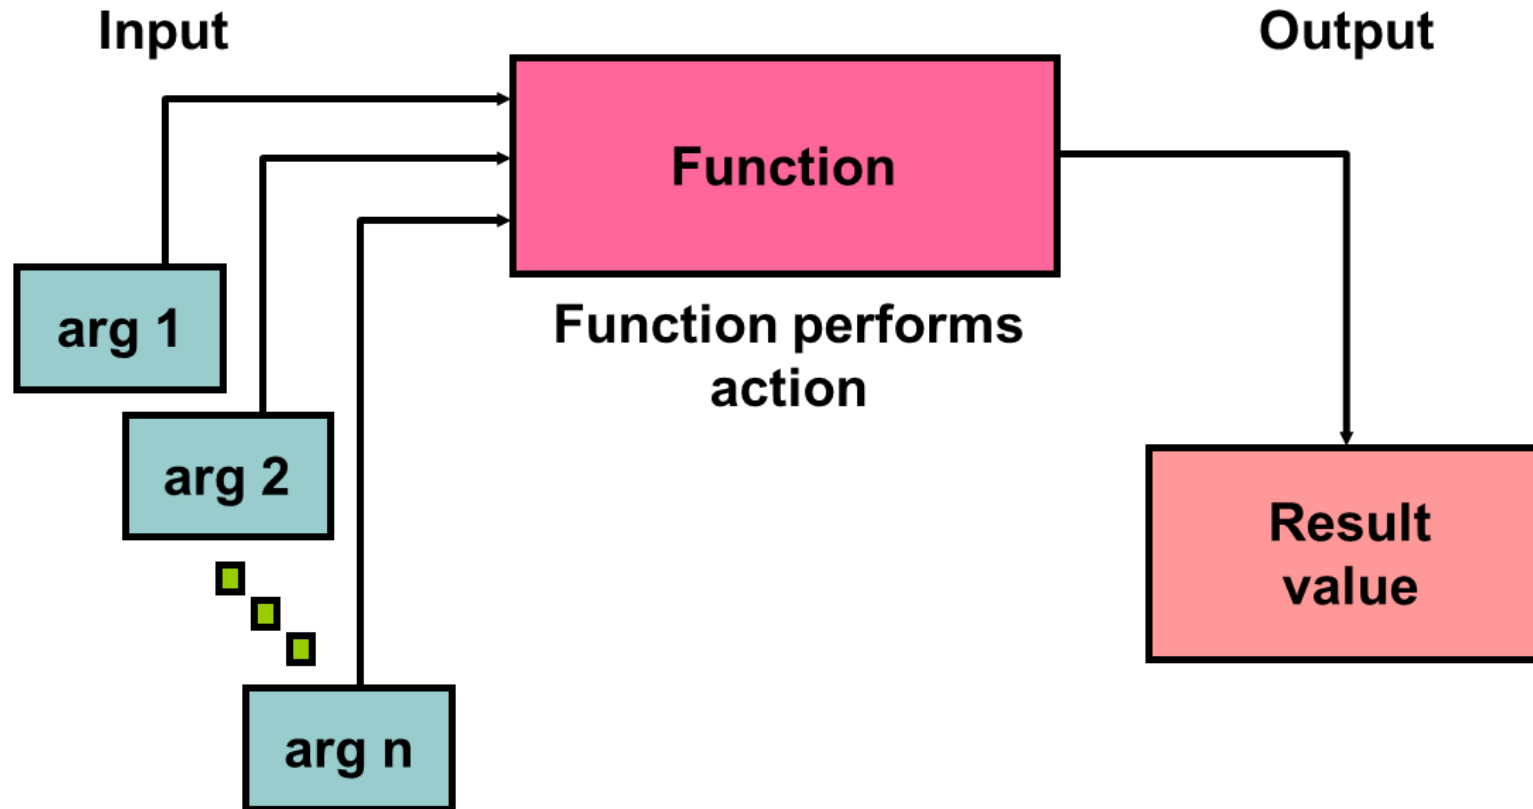 Input
Output
Function
Function performs
action
arg 1
arg 2
arg n
Result
value